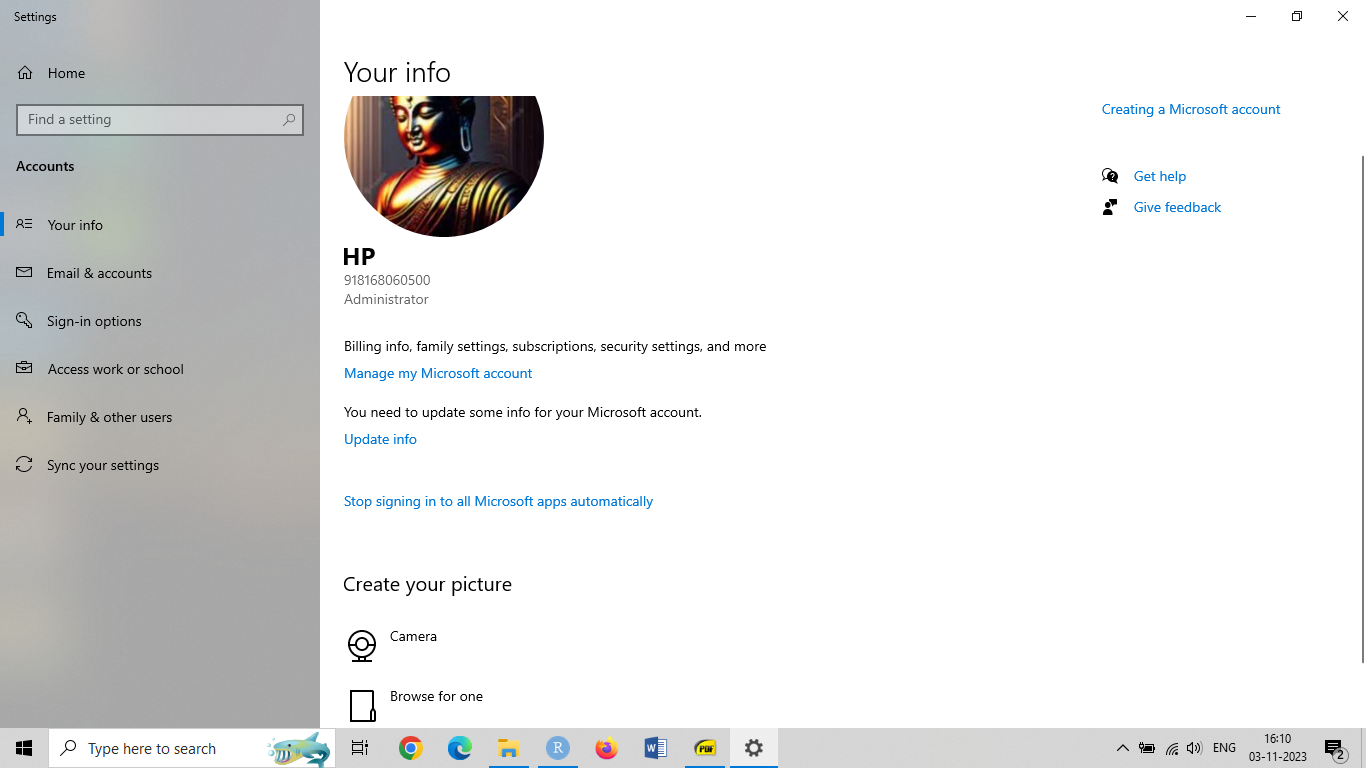 Settings
Home
Find a setting
Accounts
Your info
Email & accounts
Sign-in options
Access work or school
Family & other users
Sync your settings
Your info
HP
918168060500
Administrator
Billing info, family settings, subscriptions, security settings, and more
Manage my Microsoft account
You need to update some info for your Microsoft account.
Update info
Stop signing in to all Microsoft apps automatically
Create your picture
Camera
Browse for one
Creating a Microsoft account
Get help
Give feedback
Type here to search
R
W
PDF
ENG
16:10
03-11-2023
2